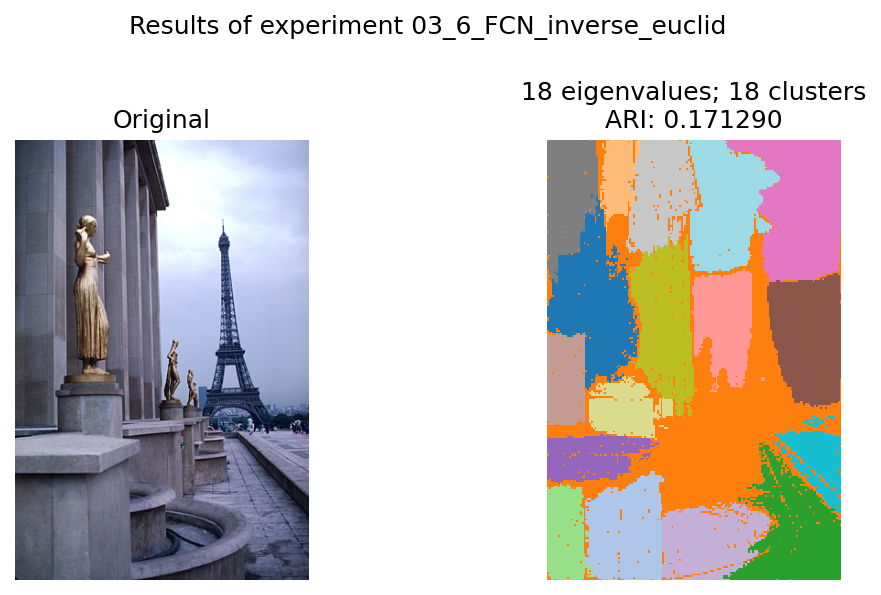 Results of experiment 03_6_FCN_inverse_euclid
Original
18 eigenvalues; 18 clusters
ARI: 0.171290